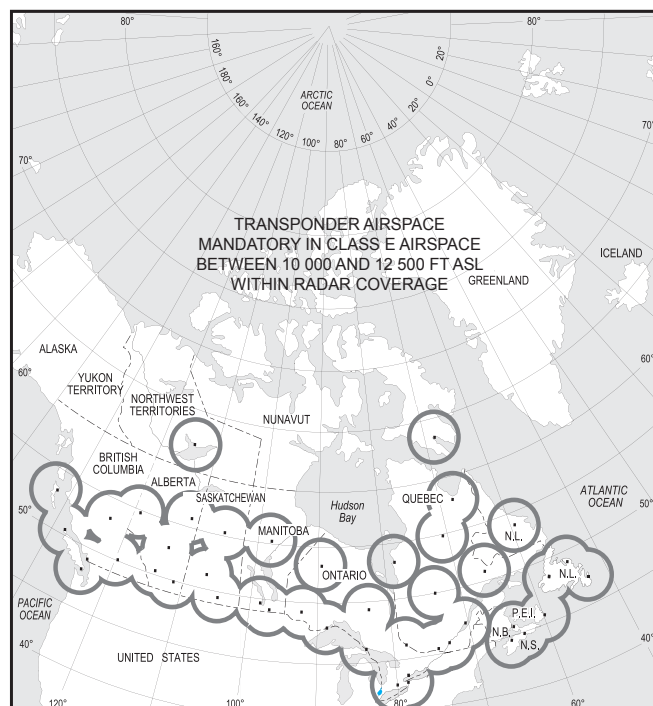 80°
80°
160°
180°
160°
140°
120°
100°
80°
60°
40°
20°
0°
20°
ARCTIC
OCEAN
70°
70°
TRANSPONDER AIRSPACE
MANDATORY IN CLASS E AIRSPACE
BETWEEN 10 000 AND 12 500 FT ASL
WITHIN RADAR COVERAGE
ICELAND
GREENLAND
ALASKA
60°
60°
YUKON
TERRITORY
NORTHWEST
TERRITORIES
NUNAVUT
BRITISH
COLUMBIA
ALBERTA
SASKATCHEWAN
MANITOBA
Hudson
Bay
QUEBEC
ATLANTIC
OCEAN
50°
50°
N.L.
ONTARIO
N.L.
PACIFIC
OCEAN
P.E.I.
N.B.
N.S.
40°
40°
UNITED STATES
120°
100°
80°
60°